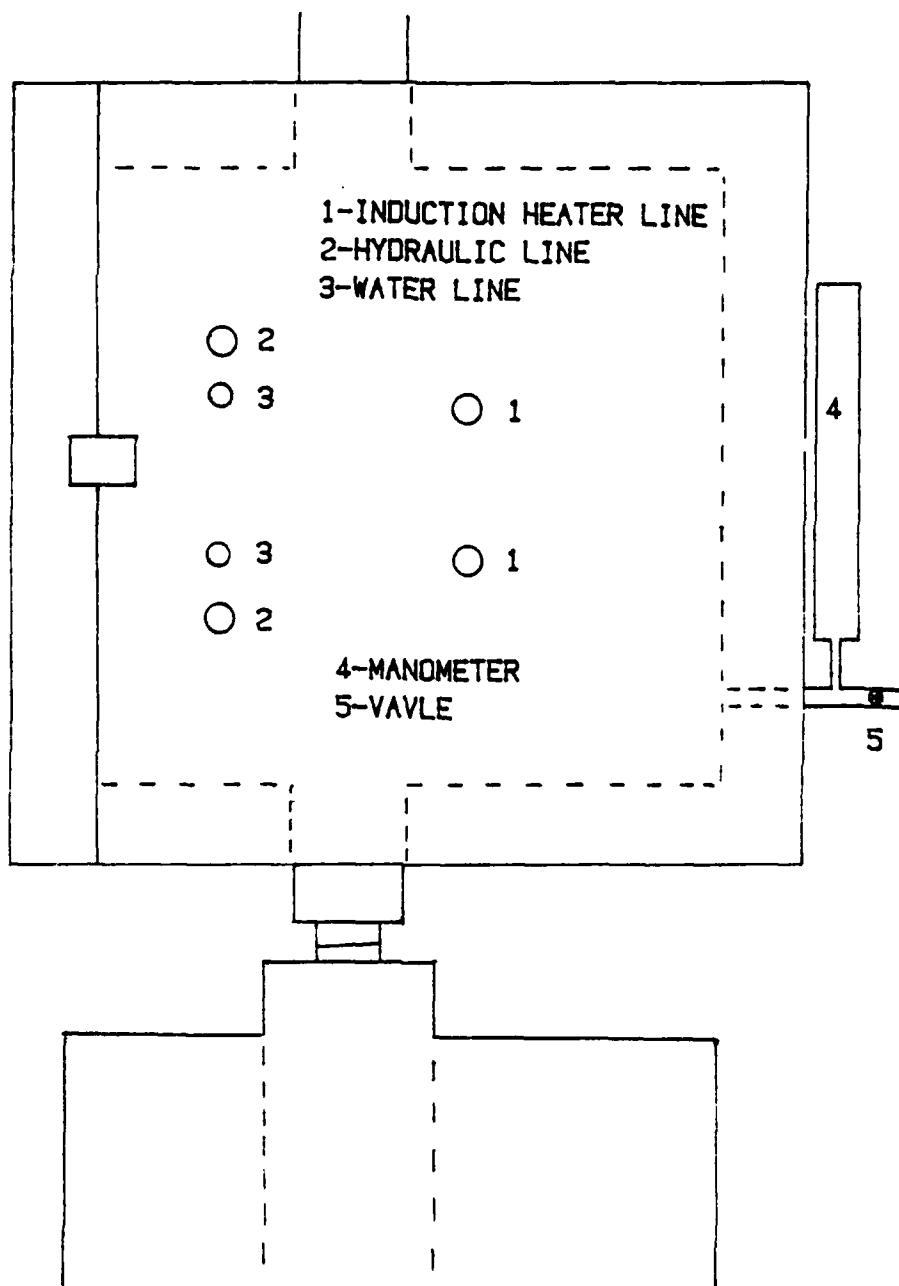 1-INDUCTION HEATER LINE
2-HYDRAULIC LINE
3-WATER LINE
2
3
1
4
3
1
2
4-MANOMETER
5-VAVLE
5